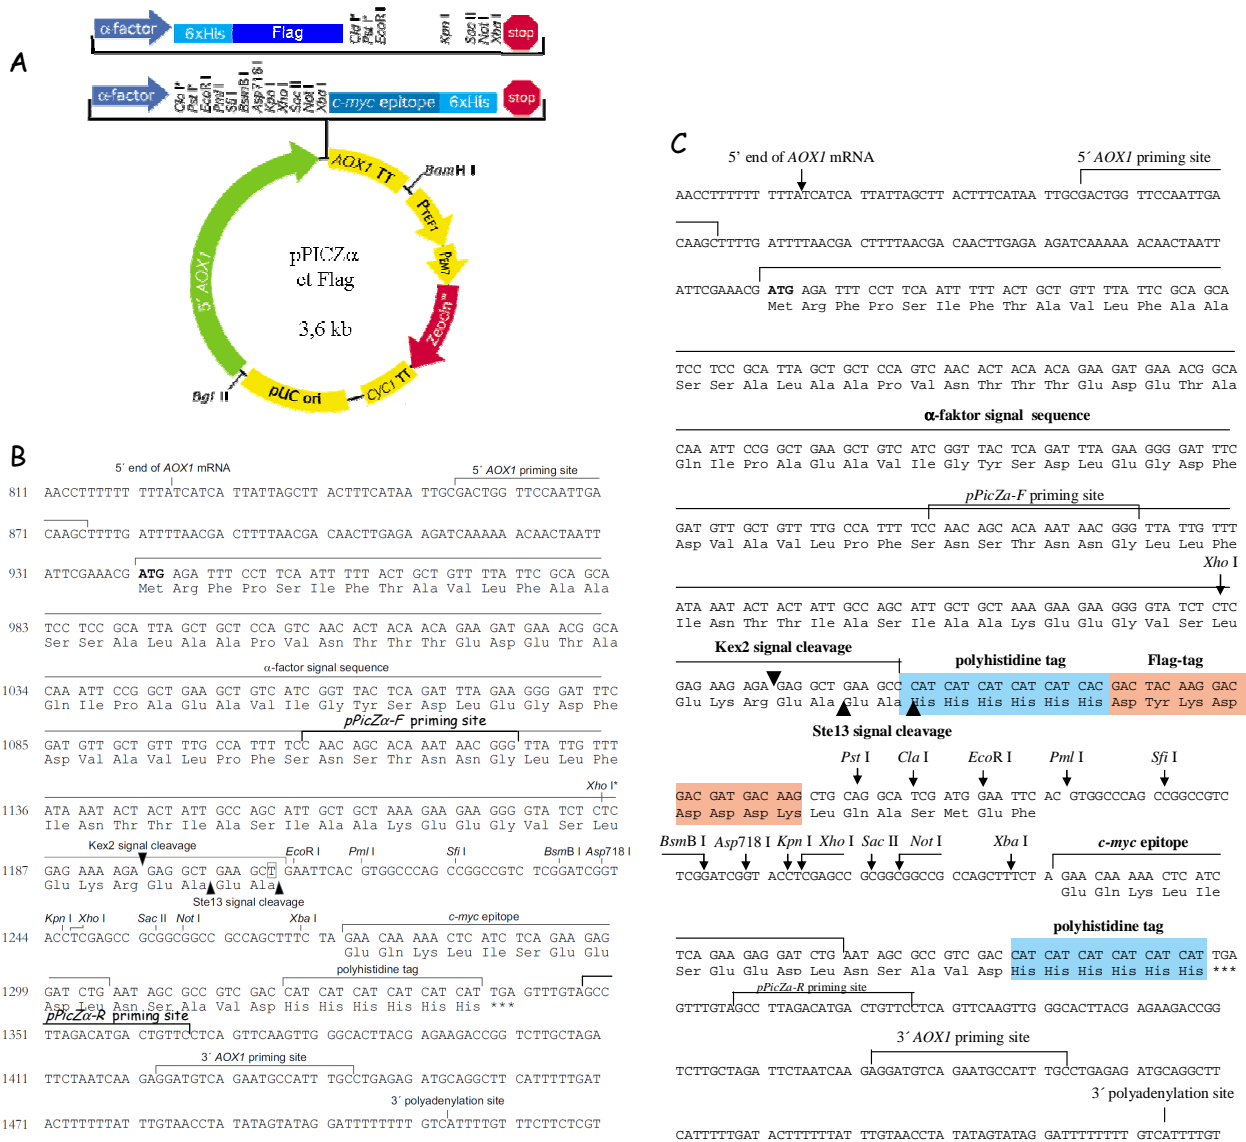 α-factor 6xHis Flag Cla I* Pst I* EcoR I Kpn I Sac II Not I Xba I stop
A
α-factor Cla I* Pst I* EcoR I Pml I Sfi I BsmB I Asp718 I Kpn I Xho I Sac II Not I Xba I c-myc epitope 6xHis stop
AOX1 TT
BamH I
PTEF1
PEM7
Zeocin™
CYC1 TT
pUC ori
Bgl II
5´ AOX1
pPICZα
et Flag
3,6 kb
B
5´ end of AOX1 mRNA
5´ AOX1 priming site
811 AACCTTTTTT TTTATCATCA TTATTAGCTT ACTTTCATAA TTGCGACTGG TTCCAATTGA
871 CAAGCTTTTG ATTTTAACGA CTTTTAACGA CAACTTGAGA AGATCAAAAA ACAACTAATT
931 ATTCGAAACG ATG AGA TTT CCT TCA ATT TTT ACT GCT GTT TTA TTC GCA GCA
Met Arg Phe Pro Ser Ile Phe Thr Ala Val Leu Phe Ala Ala
983 TCC TCC GCA TTA GCT GCT CCA GTC AAC ACT ACA ACA GAA GAT GAA ACG GCA
Ser Ser Ala Leu Ala Ala Pro Val Asn Thr Thr Thr Glu Asp Glu Thr Ala
α-factor signal sequence
1034 CAA ATT CCG GCT GAA GCT GTC ATC GGT TAC TCA GAT TTA GAA GGG GAT TTC
Gln Ile Pro Ala Glu Ala Val Ile Gly Tyr Ser Asp Leu Glu Gly Asp Phe
pPicZα-F priming site
1085 GAT GTT GCT GTT TTG CCA TTT TCC AAC AGC ACA AAT AAC GGG TTA TTG TTT
Asp Val Ala Val Leu Pro Phe Ser Asn Ser Thr Asn Asn Gly Leu Leu Phe
Xho I*
1136 ATA AAT ACT ACT ATT GCC AGC ATT GCT GCT AAA GAA GAA GGG GTA TCT CTC
Ile Asn Thr Thr Ile Ala Ser Ile Ala Ala Lys Glu Glu Gly Val Ser Leu
Kex2 signal cleavage
EcoR I Pml I Sfi I BsmB I Asp718 I
1187 GAG AAA AGA GAG GCT GAA GCT GAATTCAC GTGGCCCAG CCGGCCGTC TCGGATCGGT
Glu Lys Arg Glu Ala Glu Ala
Ste13 signal cleavage
Kpn I Xho I Sac II Not I Xba I c-myc epitope
1244 ACCTCGAGCC GCGGCGGCC GCCAGCTTTC TA GAA CAA AAA CTC ATC TCA GAA GAG
Glu Gln Lys Leu Ile Ser Glu Glu
polyhistidine tag
1299 GAT CTG AAT AGC GCC GTC GAC CAT CAT CAT CAT CAT CAT TGA GTTTGTAGCC
Asp Leu Asn Ser Ala Val Asp His His His His His His ***
pPicZα-R priming site
1351 TTAGACATGA CTGTTCCTCA GTTCAAGTTG GGCACTTACG AGAAGACCGG TCTTGCTAGA
3´ AOX1 priming site
1411 TTCTAATCAA GAGGATGTCA GAATGCCATT TGCCTGAGAG ATGCAGGCTT CATTTTTGAT
3´ polyadenylation site
1471 ACTTTTTTAT TTGTAACCTA TATAGTATAG GATTTTTTTT GTCATTTTGT TTCTTCTCGT
C
5' end of AOX1 mRNA
5´ AOX1 priming site
AACCTTTTTT TTTATCATCA TTATTAGCTT ACTTTCATAA TTGCGACTGG TTCCAATTGA
CAAGCTTTTG ATTTTAACGA CTTTTAACGA CAACTTGAGA AGATCAAAAA ACAACTAATT
ATTCGAAACG ATG AGA TTT CCT TCA ATT TTT ACT GCT GTT TTA TTC GCA GCA
Met Arg Phe Pro Ser Ile Phe Thr Ala Val Leu Phe Ala Ala
TCC TCC GCA TTA GCT GCT CCA GTC AAC ACT ACA ACA GAA GAT GAA ACG GCA
Ser Ser Ala Leu Ala Ala Pro Val Asn Thr Thr Thr Glu Asp Glu Thr Ala
α-faktor signal sequence
CAA ATT CCG GCT GAA GCT GTC ATC GGT TAC TCA GAT TTA GAA GGG GAT TTC
Gln Ile Pro Ala Glu Ala Val Ile Gly Tyr Ser Asp Leu Glu Gly Asp Phe
pPicZa-F priming site
GAT GTT GCT GTT TTG CCA TTT TCC AAC AGC ACA AAT AAC GGG TTA TTG TTT
Asp Val Ala Val Leu Pro Phe Ser Asn Ser Thr Asn Asn Gly Leu Leu Phe
Xho I
ATA AAT ACT ACT ATT GCC AGC ATT GCT GCT AAA GAA GAA GGG GTA TCT CTC
Ile Asn Thr Thr Ile Ala Ser Ile Ala Ala Lys Glu Glu Gly Val Ser Leu
Kex2 signal cleavage polyhistidine tag Flag-tag
GAG AAG AGA GAG GCT GAA GCC CAT CAT CAT CAT CAT CAC GAC TAC AAG GAC
Glu Lys Arg Glu Ala Glu Ala His His His His His His Asp Tyr Lys Asp
Ste13 signal cleavage
Pst I Cla I EcoR I Pml I Sfi I
GAC GAT GAC AAG CTG CAG GCA TCG ATG GAA TTC AC GTGGCCCAG CCGGCCGTC
Asp Asp Asp Lys Leu Gln Ala Ser Met Glu Phe
BsmB I Asp718 I Kpn I Xho I Sac II Not I Xba I c-myc epitope
TCGGATCGGT ACCTCGAGCC GCGGCGGCCG CCAGCTTTCT A GAA CAA AAA CTC ATC
Glu Gln Lys Leu Ile
polyhistidine tag
TCA GAA GAG GAT CTG AAT AGC GCC GTC GAC CAT CAT CAT CAT CAT CAT TGA
Ser Glu Glu Asp Leu Asn Ser Ala Val Asp His His His His His His ***
pPicZa-R priming site
GTTTGTAGCC TTAGACATGA CTGTTCCTCA GTTCAAGTTG GGCACTTACG AGAAGACCGG
3´ AOX1 priming site
TCTTGCTAGA TTCTAATCAA GAGGATGTCA GAATGCCATT TGCCTGAGAG ATGCAGGCTT
3´ polyadenylation site
CATTTTTGAT ACTTTTTTAT TTGTAACCTA TATAGTATAG GATTTTTTTT GTCATTTTGT